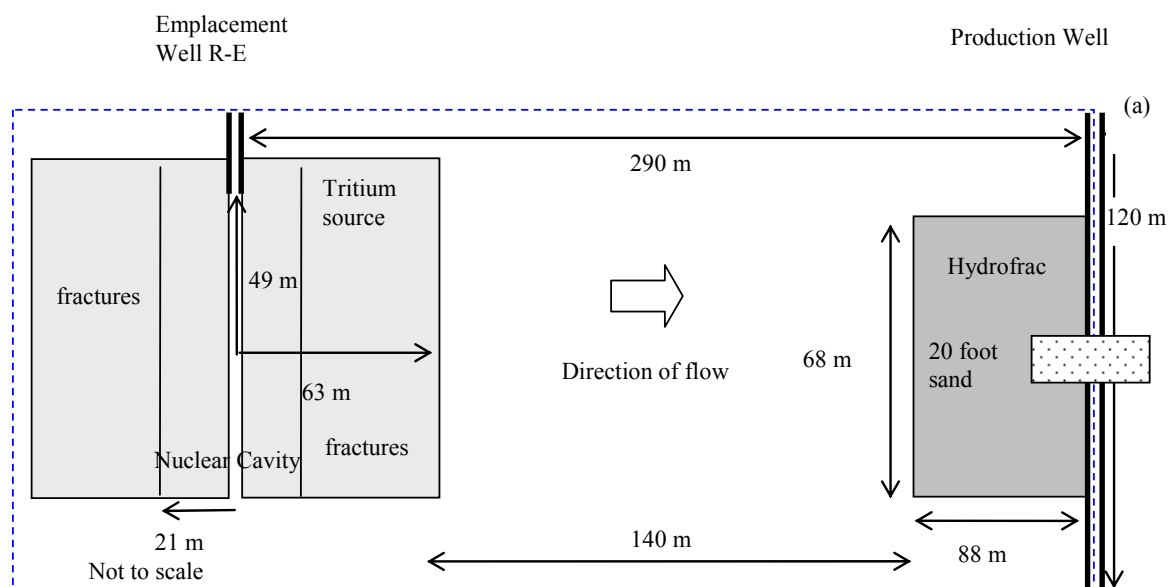 Emplacement
Well R-E
Production Well
(a)
290 m
Tritium
source
120 m
49 m
fractures
Hydrofrac
68 m
20 foot
sand
Direction of flow
63 m
fractures
Nuclear Cavity
21 m
Not to scale
140 m
88 m